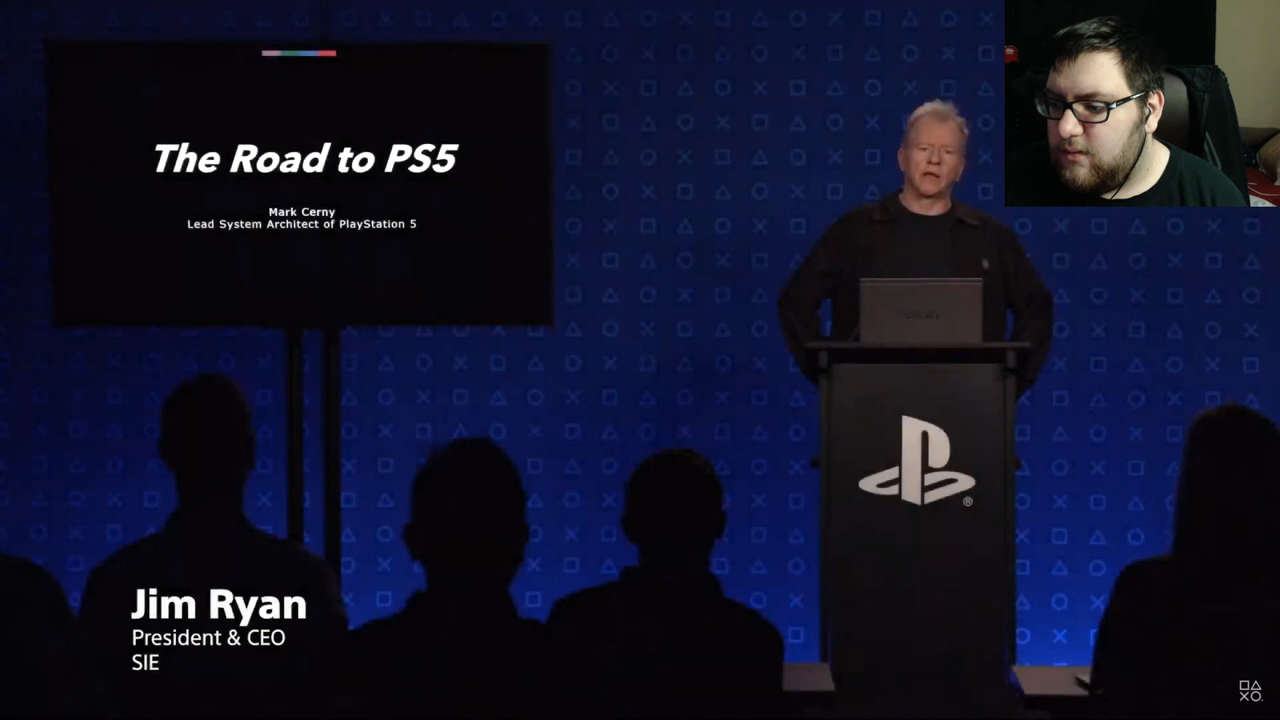 The Road to PS5
Mark Cerny
Lead System Architect of PlayStation 5
Jim Ryan
President & CEO
SIE